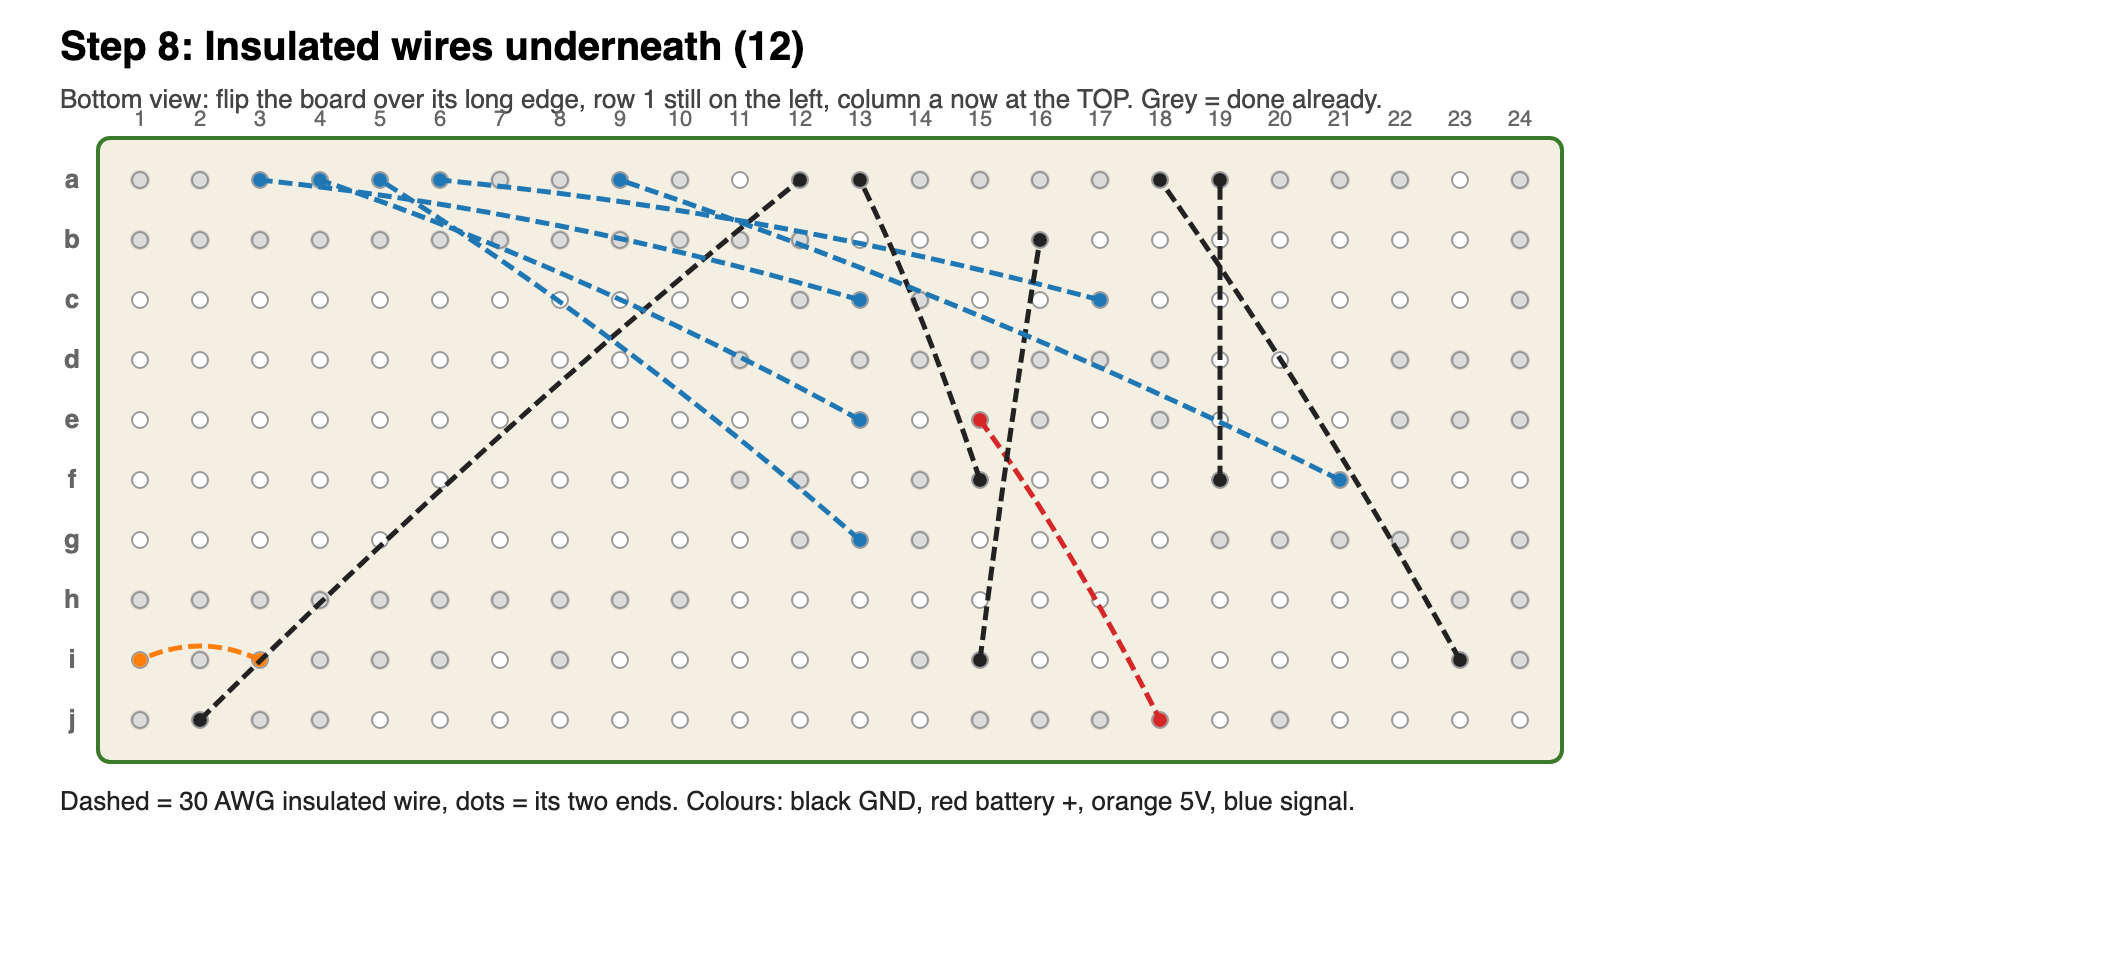 Step 8: Insulated wires underneath (12)
Bottom view: flip the board over its long edge, row 1 still on the left, column a now at the TOP. Grey = done already.
1 2 3 4 5 6 7 8 9 10 11 12 13 14 15 16 17 18 19 20 21 22 23 24
a
b
c
d
e
f
g
h
i
j
Dashed = 30 AWG insulated wire, dots = its two ends. Colours: black GND, red battery +, orange 5V, blue signal.